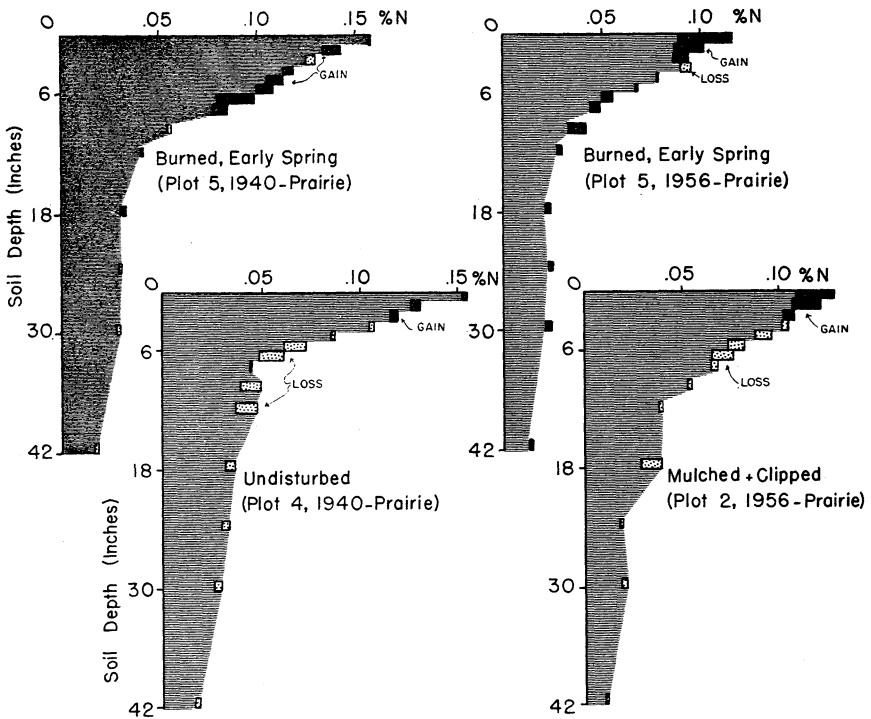 0 .05 .10 .15 %N
GAIN
6
18
30
42
Soil Depth (Inches)
Burned, Early Spring
(Plot 5, 1940-Prairie)
0 .05 .10 %N
GAIN
LOSS
6
18
30
42
Burned, Early Spring
(Plot 5, 1956-Prairie)
0 .05 .10 .15 %N
GAIN
LOSS
6
18
30
42
Soil Depth (Inches)
Undisturbed
(Plot 4, 1940-Prairie)
0 .05 .10 %N
GAIN
LOSS
6
18
30
42
Mulched + Clipped
(Plot 2, 1956-Prairie)